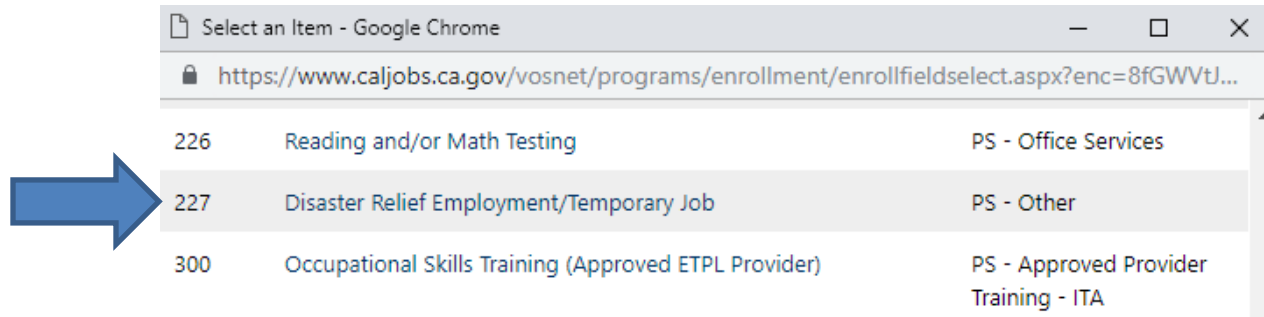 Select an Item - Google Chrome
https://www.caljobs.ca.gov/vosnet/programs/enrollment/enrollfieldselect.aspx?enc=8fGWVtJ...
226 Reading and/or Math Testing PS - Office Services
227 Disaster Relief Employment/Temporary Job PS - Other
300 Occupational Skills Training (Approved ETPL Provider) PS - Approved Provider
Training - ITA